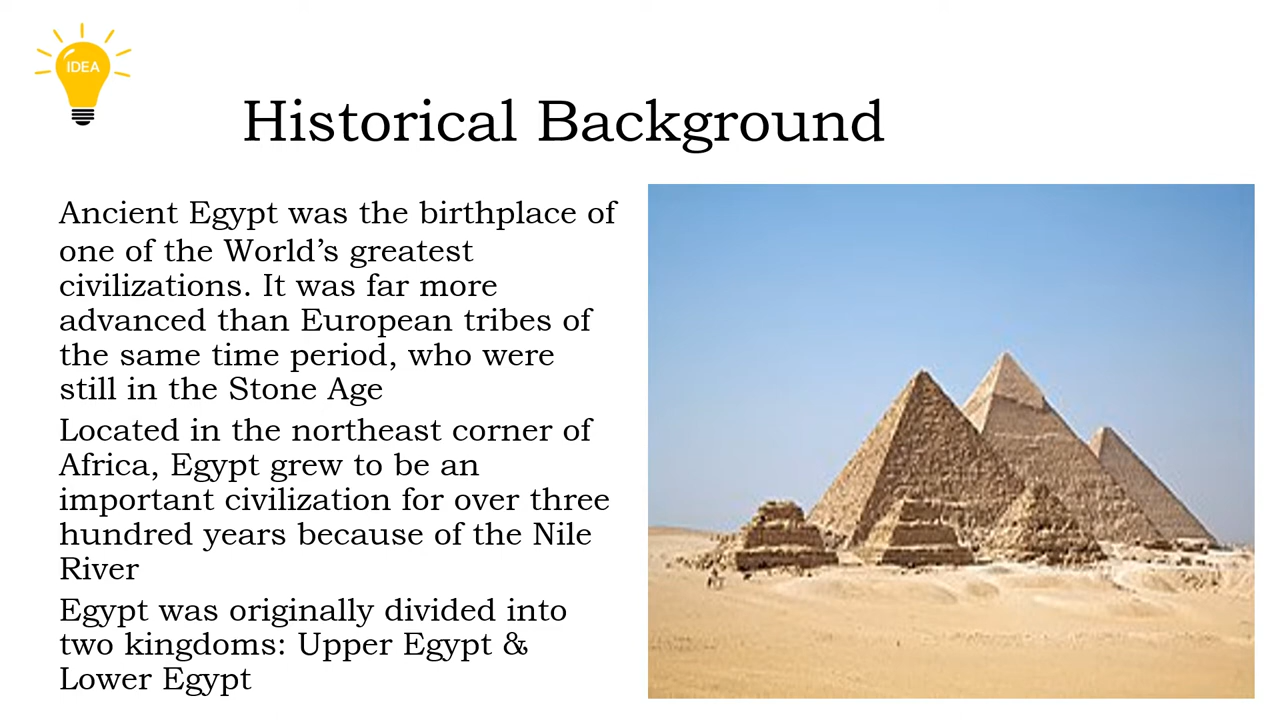 IDEA
Historical Background
Ancient Egypt was the birthplace of
one of the World’s greatest
civilizations. It was far more
advanced than European tribes of
the same time period, who were
still in the Stone Age
Located in the northeast corner of
Africa, Egypt grew to be an
important civilization for over three
hundred years because of the Nile
River
Egypt was originally divided into
two kingdoms: Upper Egypt &
Lower Egypt